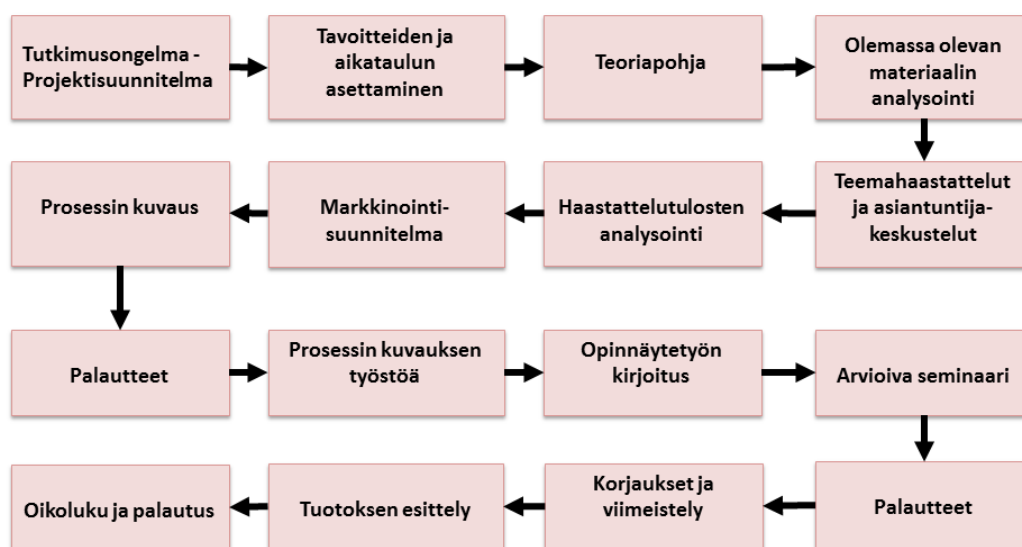 Tutkimusongelma -
Projektisuunnitelma
Tavoitteiden ja
aikataulun
asettaminen
Teoriapohja
Olemassa olevan
materiaalin
analysointi
Teemahaastattelut
ja asiantuntija-
keskustelut
Haastattelutulosten
analysointi
Markkinointi-
suunnitelma
Prosessin kuvaus
Palautteet
Prosessin kuvauksen
työstöä
Opinnäytetyön
kirjoitus
Arvioiva seminaari
Palautteet
Korjaukset ja
viimeistely
Tuotoksen esittely
Oikoluku ja palautus